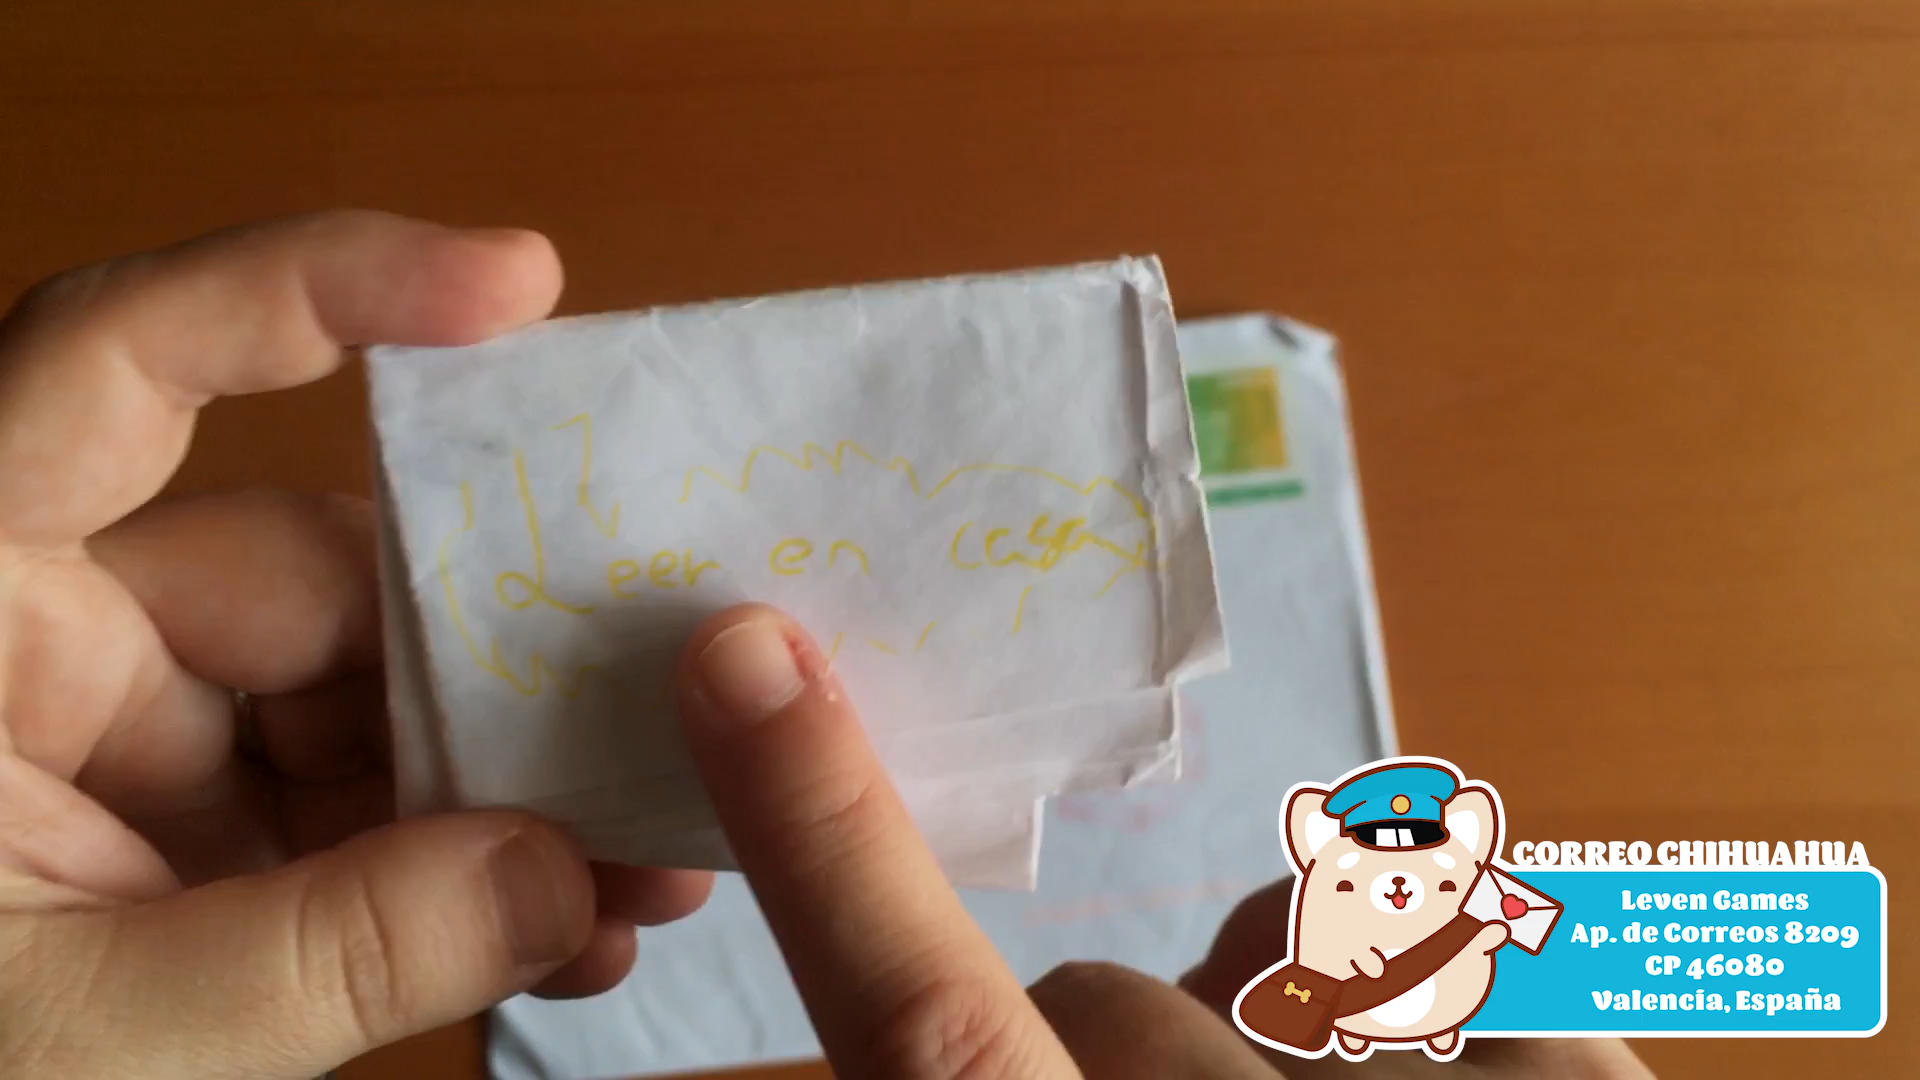 Leer en casa
CORREO CHIHUAHUA
Leven Games
Ap. de Correos 8209
CP 46080
Valencia, España